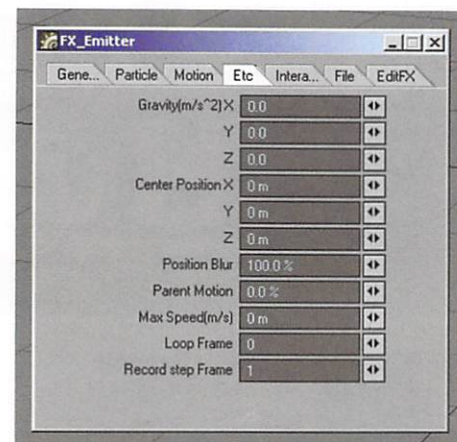 FX_Emitter
Gene... Particle Motion Etc Intera... File EditFX
Gravity(m/s^2)X 0.0
Y 0.0
Z 0.0
Center Position X 0 m
Y 0 m
Z 0 m
Position Blur 100.0 %
Parent Motion 0.0 %
Max Speed(m/s) 0 m
Loop Frame 0
Record step Frame 1